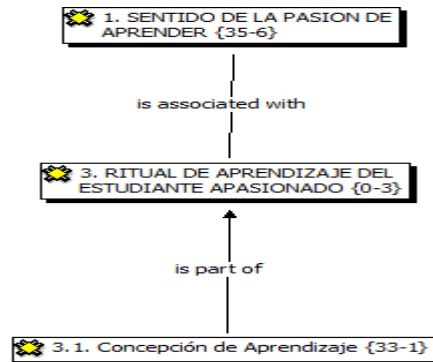 1. SENTIDO DE LA PASION DE
APRENDER {35-6}
is associated with
3. RITUAL DE APRENDIZAJE DEL
ESTUDIANTE APASIONADO {0-3}
is part of
3.1. Concepción de Aprendizaje {33-1}